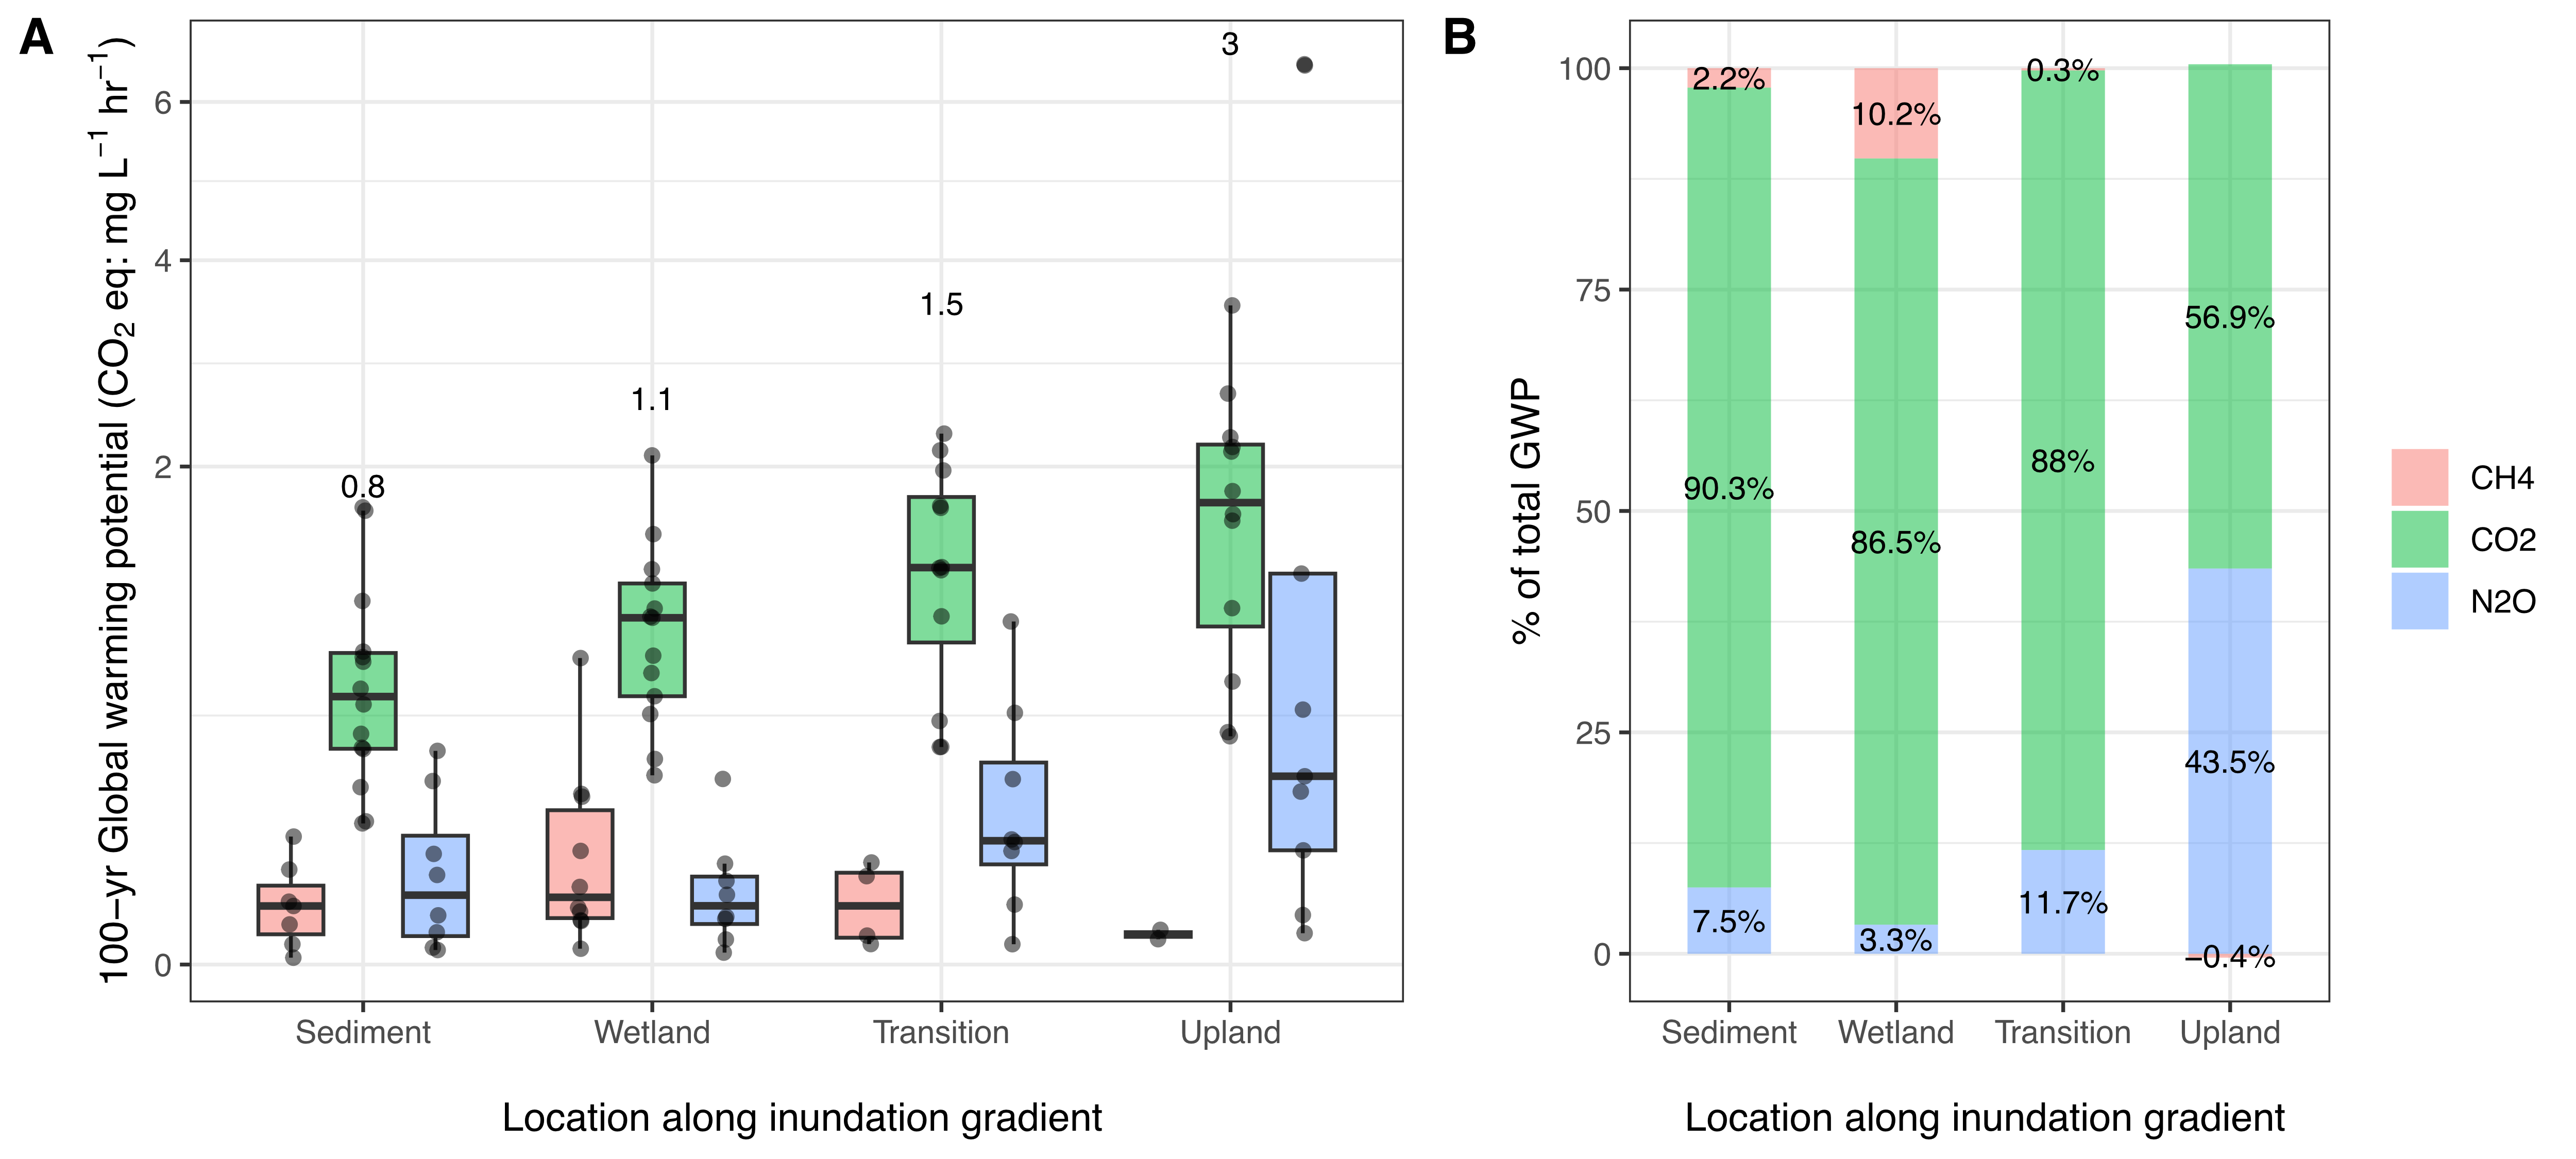 A
100−yr Global warming potential (CO₂ eq: mg L⁻¹ hr⁻¹)
6
4
2
0
0.8
1.1
1.5
3
Sediment
Wetland
Transition
Upland
Location along inundation gradient
B
% of total GWP
100
75
50
25
0
2.2%
90.3%
7.5%
10.2%
86.5%
3.3%
0.3%
88%
11.7%
56.9%
43.5%
−0.4%
Sediment
Wetland
Transition
Upland
Location along inundation gradient
CH4
CO2
N2O